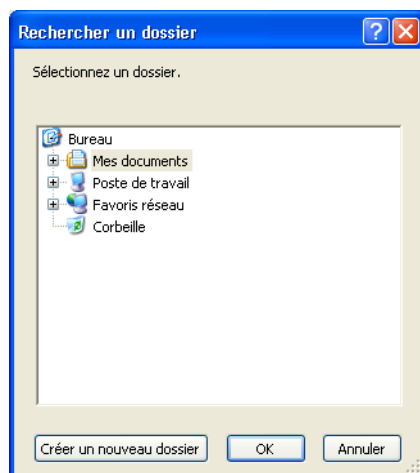 Rechercher un dossier
Sélectionnez un dossier.
Bureau
Mes documents
Poste de travail
Favoris réseau
Corbeille
Créer un nouveau dossier OK Annuler